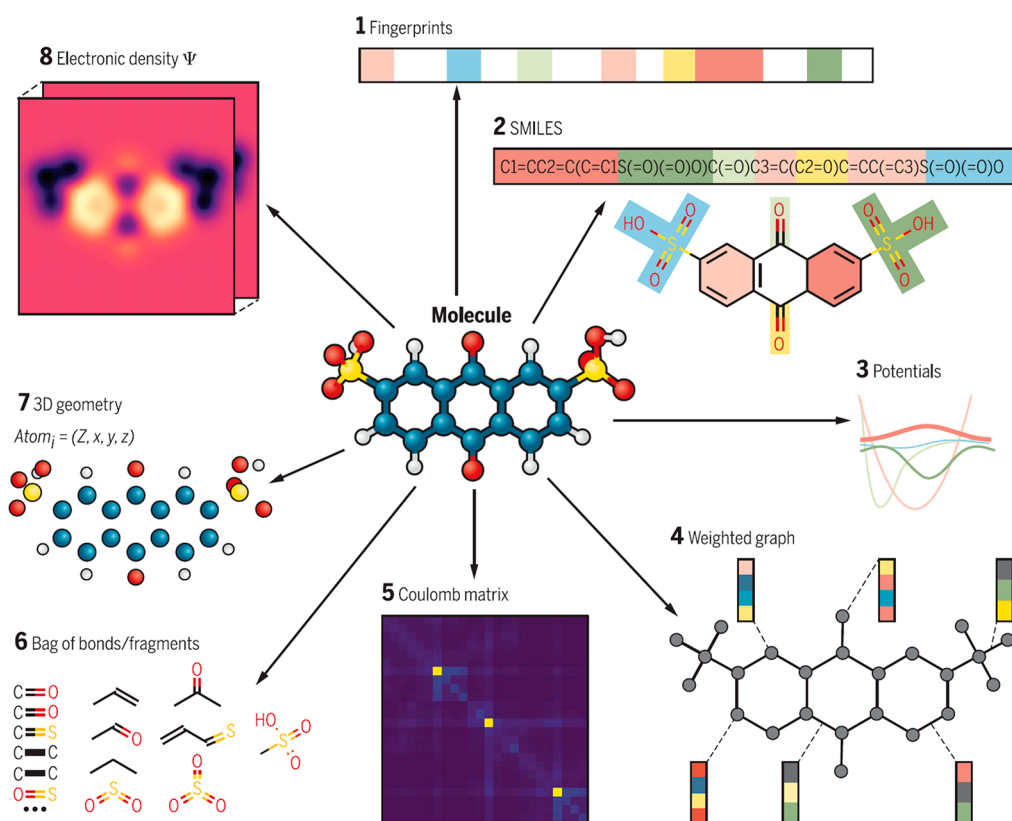 1 Fingerprints
8 Electronic density Ψ
2 SMILES
C1=CC2=C(C=C1S(=O)(=O)O)C(=O)C3=C(C2=O)C=CC(=C3)S(=O)(=O)O
O
HO
O
S
O
O
O
S
OH
O
O
Molecule
3 Potentials
7 3D geometry
Atomi = (Z, x, y, z)
4 Weighted graph
5 Coulomb matrix
6 Bag of bonds/fragments
C=O
C=O
C=S
C C
C C
O=S
•••
O
O
S
HO
O
S
O
O
S
O
O
S
O
O